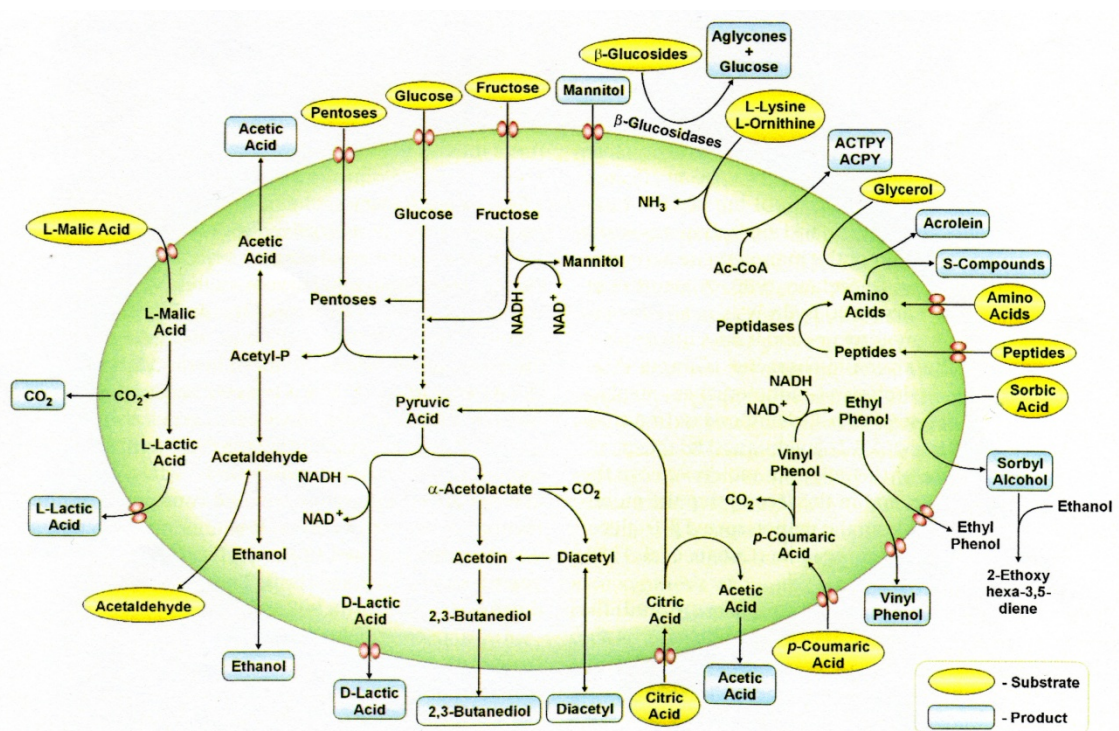 β-Glucosides
Aglycones
+
Glucose
Fructose
Glucose
Mannitol
Pentoses
L-Lysine
L-Ornithine
β-Glucosidases
Acetic
Acid
ACTPY
ACPY
Glycerol
NH3
Glucose
Fructose
L-Malic Acid
Acrolein
Acetic
Acid
Mannitol
Ac-CoA
S-Compounds
NADH
NAD+
Pentoses
Amino
Acids
Amino
Acids
L-Malic
Acid
Peptidases
Acetyl-P
Peptides
Peptides
NADH
CO2
CO2
Pyruvic
Acid
NAD+
Ethyl
Phenol
Sorbic
Acid
L-Lactic
Acid
Acetaldehyde
Vinyl
Phenol
NADH
α-Acetolactate
CO2
CO2
Sorbyl
Alcohol
Ethanol
L-Lactic
Acid
NAD+
p-Coumaric
Acid
Ethyl
Phenol
Ethanol
Acetoin
Diacetyl
2-Ethoxy
hexa-3,5-
diene
Acetaldehyde
D-Lactic
Acid
2,3-Butanediol
Citric
Acid
Acetic
Acid
Vinyl
Phenol
p-Coumaric
Acid
Ethanol
D-Lactic
Acid
2,3-Butanediol
Diacetyl
Citric
Acid
Acetic
Acid
- Substrate
- Product